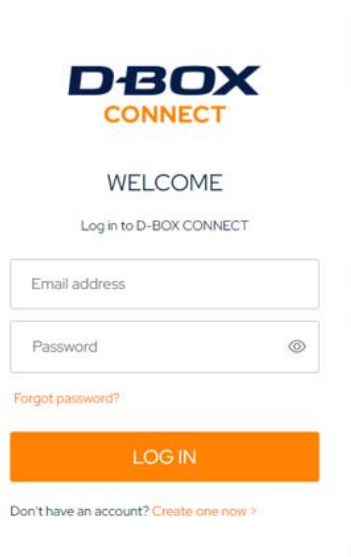 D-BOX
CONNECT
WELCOME
Log in to D-BOX CONNECT
Email address
Password
Forgot password?
LOG IN
Don't have an account? Create one now >